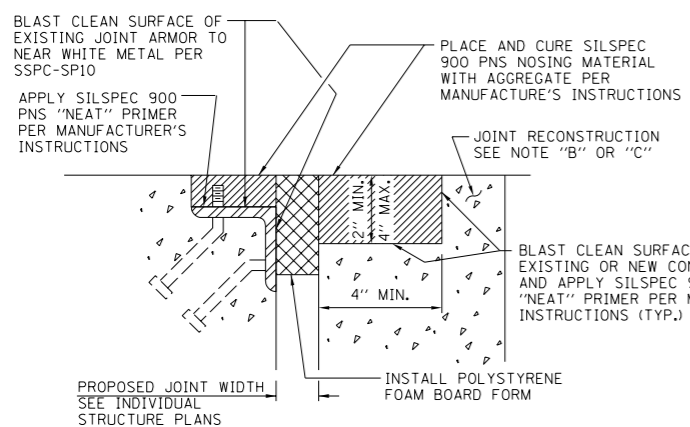 BLAST CLEAN SURFACE OF
EXISTING JOINT ARMOR TO
NEAR WHITE METAL PER
SSPC-SP10
APPLY SILSPEC 900
PNS "NEAT" PRIMER
PER MANUFACTURER'S
INSTRUCTIONS
PLACE AND CURE SILSPEC
900 PNS NOSING MATERIAL
WITH AGGREGATE PER
MANUFACTURE'S INSTRUCTIONS
JOINT RECONSTRUCTION
SEE NOTE "B" OR "C"
2" MIN.
4" MAX.
BLAST CLEAN SURFAC
EXISTING OR NEW CON
AND APPLY SILSPEC 9
"NEAT" PRIMER PER M
INSTRUCTIONS (TYP.)
4" MIN.
INSTALL POLYSTYRENE
FOAM BOARD FORM
PROPOSED JOINT WIDTH
SEE INDIVIDUAL
STRUCTURE PLANS